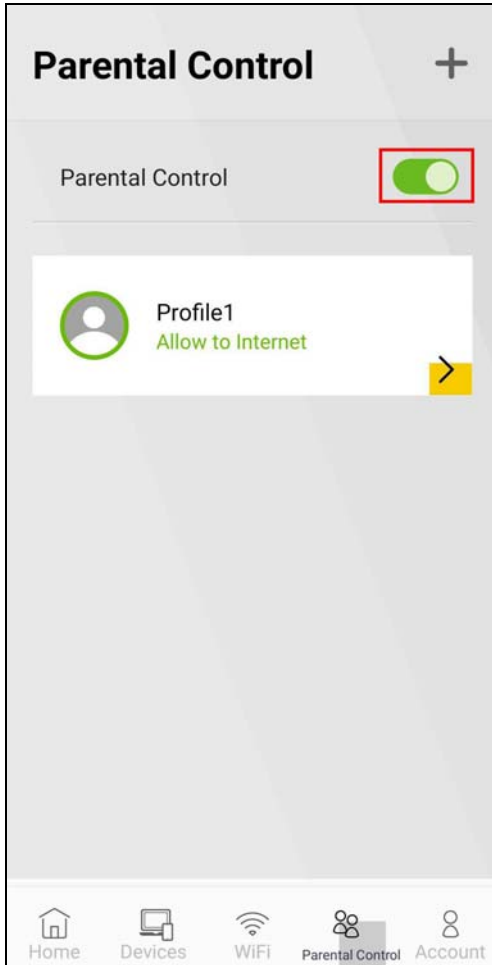 Parental Control
Parental Control
Profile1
Allow to Internet
Home Devices WiFi Parental Control Account